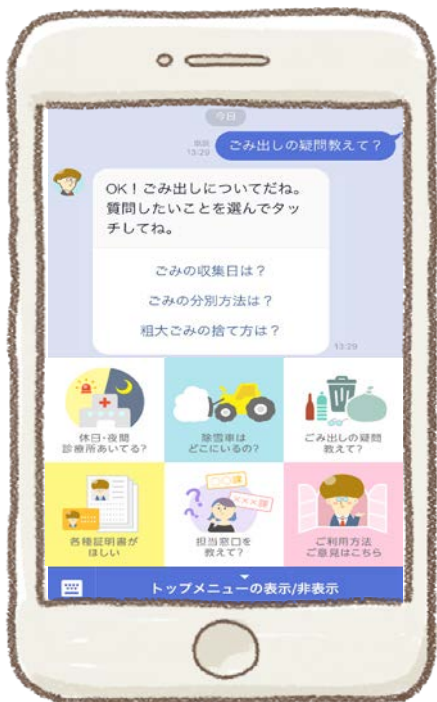 今日
既読
13:29
ごみ出しの疑問教えて？
OK！ごみ出しについてだね。
質問したいことを選んでタッ
チしてね。
ごみの収集日は？
ごみの分別方法は？
粗大ごみの捨て方は？
13:29
休日・夜間
診療所あいてる?
除雪車は
どこにいるの?
ごみ出しの疑問
教えて?
各種証明書が
ほしい
〇〇課
×××課
担当窓口を
教えて?
ご利用方法
ご意見はこちら
トップメニューの表示/非表示